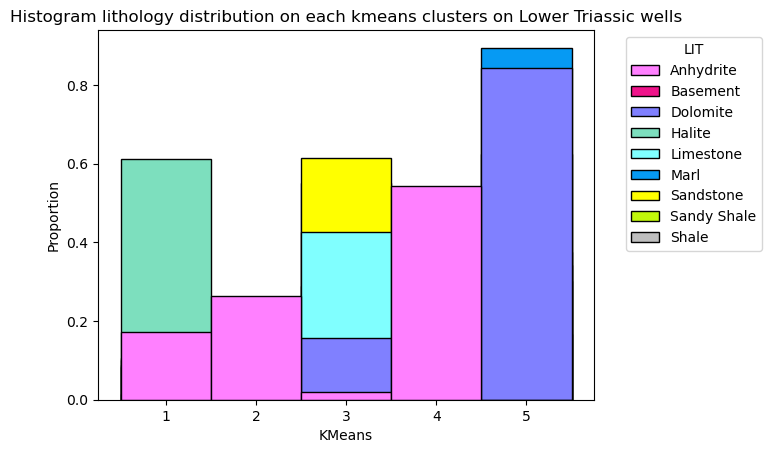 Histogram lithology distribution on each kmeans clusters on Lower Triassic wells
LIT
Anhydrite
Basement
Dolomite
Halite
Limestone
Marl
Sandstone
Sandy Shale
Shale
Proportion
0.8
0.6
0.4
0.2
0.0
1 2 3 4 5
KMeans